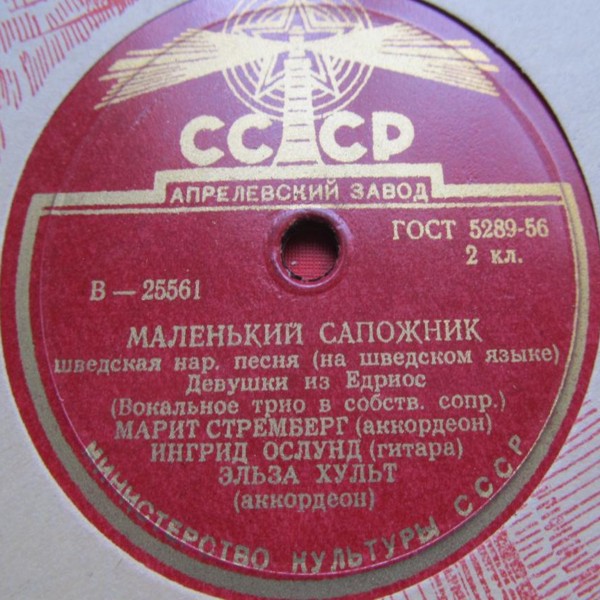 СССР
АПРЕЛЕВСКИЙ ЗАВОД
ГОСТ 5289-56
2 кл.
В — 25561
МАЛЕНЬКИЙ САПОЖНИК
шведская нар. песня (на шведском языке)
Девушки из Едриос
(Вокальное трио в собств. сопр.)
МАРИТ СТРЕМБЕРГ (аккордеон)
ИНГРИД ОСЛУНД (гитара)
ЭЛЬЗА ХУЛЬТ
(аккордеон)
МИНИСТЕРСТВО КУЛЬТУРЫ СССР